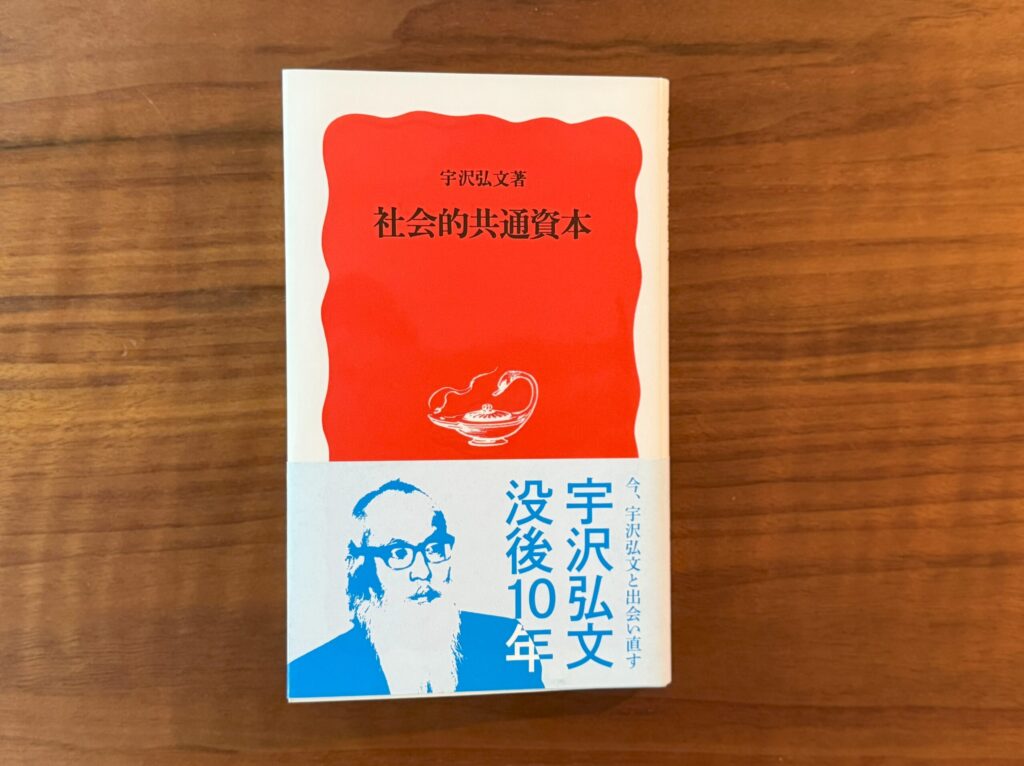 宇沢弘文著
社会的共通資本
今、宇沢弘文と出会い直す
宇沢弘文
没後10年